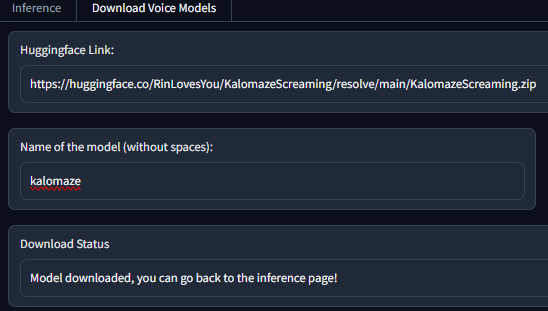 Inference Download Voice Models
Huggingface Link:
https://huggingface.co/RinLovesYou/KalomazeScreaming/resolve/main/KalomazeScreaming.zip
Name of the model (without spaces):
kalomaze
Download Status
Model downloaded, you can go back to the inference page!